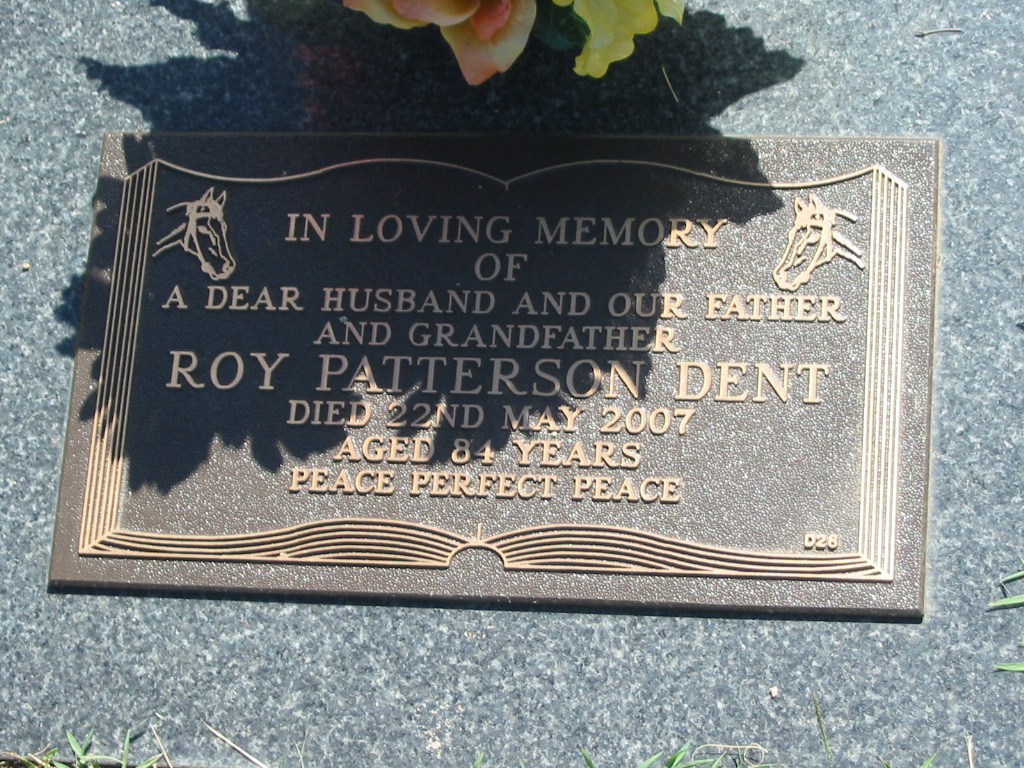 IN LOVING MEMORY
OF
A DEAR HUSBAND AND OUR FATHER
AND GRANDFATHER
ROY PATTERSON DENT
DIED 22ND MAY 2007
AGED 84 YEARS
PEACE PERFECT PEACE
D28